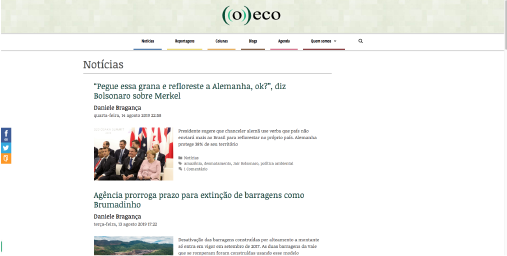 ((o))eco
Notícias Reportagens Colunas Blogs Agenda Quem somos
Notícias
“Pegue essa grana e refloreste a Alemanha, ok?”, diz
Bolsonaro sobre Merkel
Daniele Bragança
quarta-feira, 14 agosto 2019 22:58
Presidente sugere que chanceler alemã use verba que país não
enviará mais ao Brasil para reflorestar no próprio país. Alemanha
protege 38% de seu território
Notícias
amazônia, desmatamento, jair bolsonaro, política ambiental
1 Comentário
Agência prorroga prazo para extinção de barragens como
Brumadinho
Daniele Bragança
terça-feira, 13 agosto 2019 17:22
Desativação das barragens construídas por alteamento a montante
só entra em vigor em setembro de 2027. As duas barragens da Vale
que se romperam foram construídas usando esse modelo